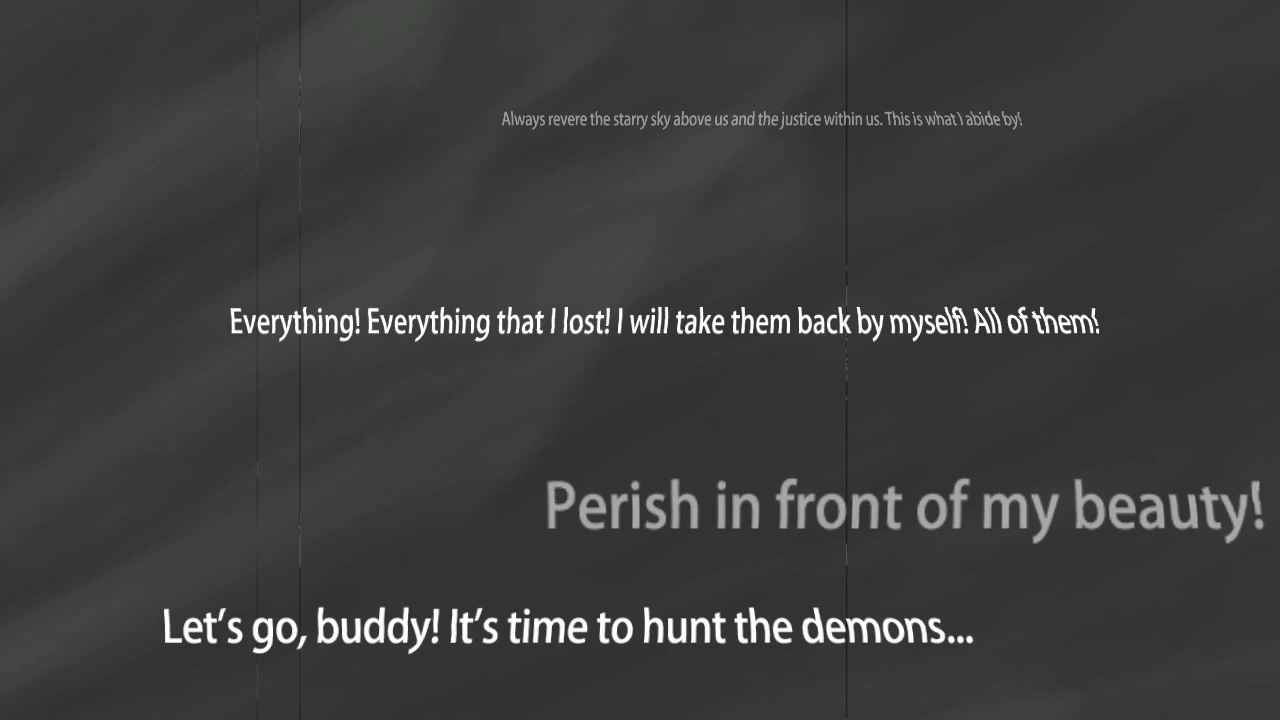 Always revere the starry sky above us and the justice within us. This is what I abide by!
Everything! Everything that I lost! I will take them back by myself! All of them!
Perish in front of my beauty!
Let's go, buddy! It's time to hunt the demons...